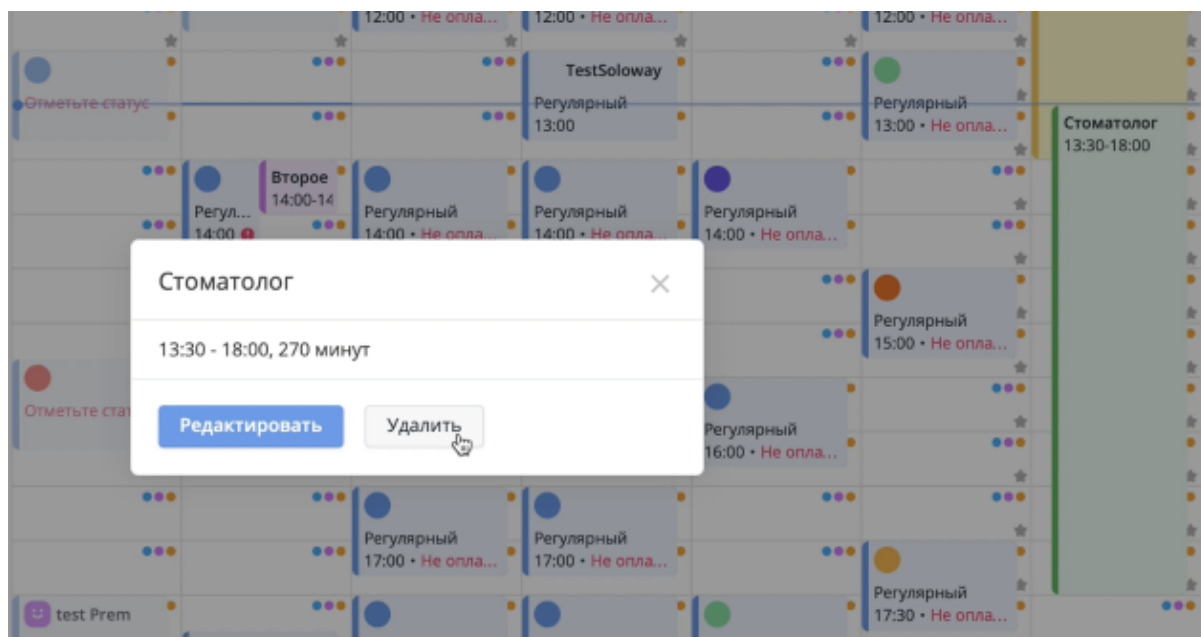 12:00 • Не опла...
12:00 • Не опла...
12:00 • Не опла...
TestSoloway
Отметьте статус
Регулярный
13:00
Регулярный
13:00 • Не опла...
Стоматолог
13:30-18:00
Регул...
14:00
Второе
14:00-14
Регулярный
14:00 • Не опла...
Регулярный
14:00 • Не опла...
Регулярный
14:00 • Не опла...
Стоматолог
13:30 - 18:00, 270 минут
Редактировать
Удалить
Регулярный
15:00 • Не опла...
Отметьте стат
Регулярный
16:00 • Не опла...
Регулярный
17:00 • Не опла...
Регулярный
17:00 • Не опла...
Регулярный
17:30 • Не опла...
test Prem